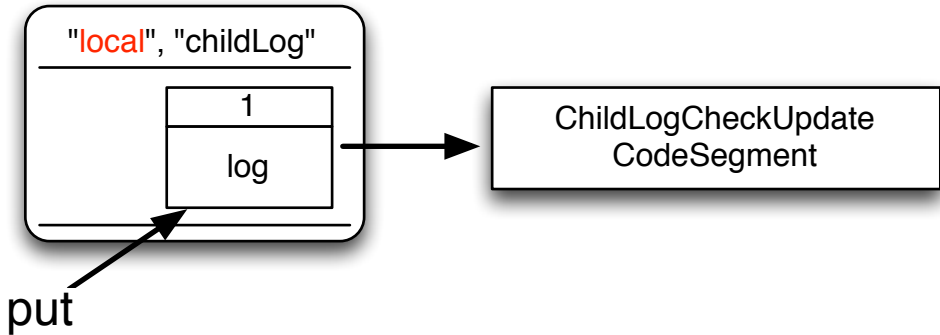 "local", "childLog"
1
log
ChildLogCheckUpdate
CodeSegment
put